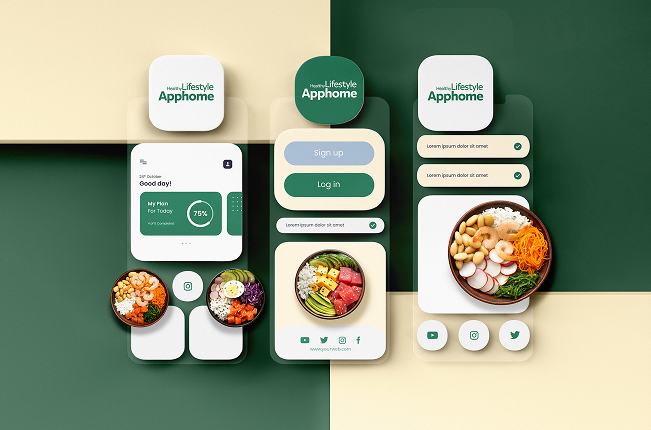 Healthy Lifestyle
Apphome
26th October
Good day!
My Plan
For Today
75%
Healthy Lifestyle
Apphome
Sign up
Log in
Lorem ipsum dolor sit amet
www.yourweb.com
Healthy Lifestyle
Apphome
Lorem ipsum dolor sit amet
Lorem ipsum dolor sit amet